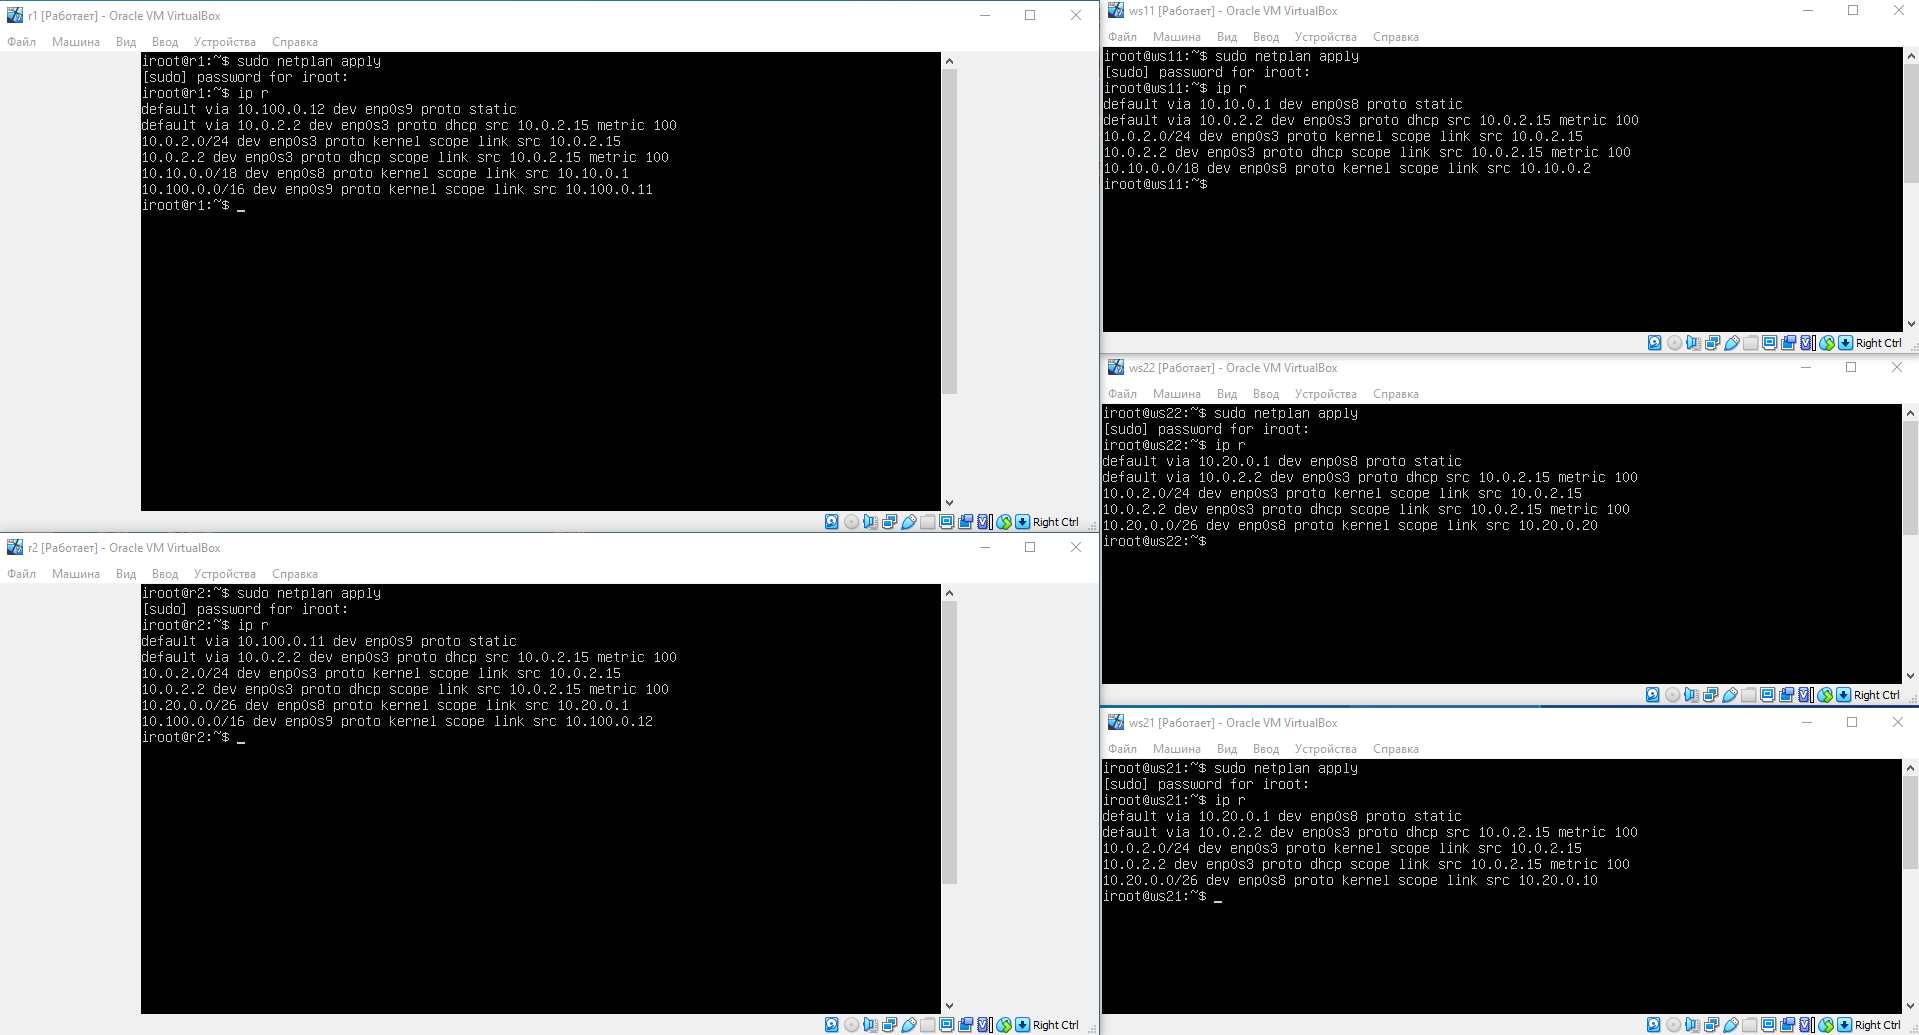 r1 [Работает] - Oracle VM VirtualBox
Файл Машина Вид Ввод Устройства Справка
iroot@r1:~$ sudo netplan apply
[sudo] password for iroot:
iroot@r1:~$ ip r
default via 10.100.0.12 dev enp0s9 proto static
default via 10.0.2.2 dev enp0s3 proto dhcp src 10.0.2.15 metric 100
10.0.2.0/24 dev enp0s3 proto kernel scope link src 10.0.2.15
10.0.2.2 dev enp0s3 proto dhcp scope link src 10.0.2.15 metric 100
10.10.0.0/18 dev enp0s8 proto kernel scope link src 10.10.0.1
10.100.0.0/16 dev enp0s9 proto kernel scope link src 10.100.0.11
iroot@r1:~$ _
Right Ctrl
r2 [Работает] - Oracle VM VirtualBox
Файл Машина Вид Ввод Устройства Справка
iroot@r2:~$ sudo netplan apply
[sudo] password for iroot:
iroot@r2:~$ ip r
default via 10.100.0.11 dev enp0s9 proto static
default via 10.0.2.2 dev enp0s3 proto dhcp src 10.0.2.15 metric 100
10.0.2.0/24 dev enp0s3 proto kernel scope link src 10.0.2.15
10.0.2.2 dev enp0s3 proto dhcp scope link src 10.0.2.15 metric 100
10.20.0.0/26 dev enp0s8 proto kernel scope link src 10.20.0.1
10.100.0.0/16 dev enp0s9 proto kernel scope link src 10.100.0.12
iroot@r2:~$ _
Right Ctrl
ws11 [Работает] - Oracle VM VirtualBox
Файл Машина Вид Ввод Устройства Справка
iroot@ws11:~$ sudo netplan apply
[sudo] password for iroot:
iroot@ws11:~$ ip r
default via 10.10.0.1 dev enp0s8 proto static
default via 10.0.2.2 dev enp0s3 proto dhcp src 10.0.2.15 metric 100
10.0.2.0/24 dev enp0s3 proto kernel scope link src 10.0.2.15
10.0.2.2 dev enp0s3 proto dhcp scope link src 10.0.2.15 metric 100
10.10.0.0/18 dev enp0s8 proto kernel scope link src 10.10.0.2
iroot@ws11:~$
Right Ctrl
ws22 [Работает] - Oracle VM VirtualBox
Файл Машина Вид Ввод Устройства Справка
iroot@ws22:~$ sudo netplan apply
[sudo] password for iroot:
iroot@ws22:~$ ip r
default via 10.20.0.1 dev enp0s8 proto static
default via 10.0.2.2 dev enp0s3 proto dhcp src 10.0.2.15 metric 100
10.0.2.0/24 dev enp0s3 proto kernel scope link src 10.0.2.15
10.0.2.2 dev enp0s3 proto dhcp scope link src 10.0.2.15 metric 100
10.20.0.0/26 dev enp0s8 proto kernel scope link src 10.20.0.20
iroot@ws22:~$
Right Ctrl
ws21 [Работает] - Oracle VM VirtualBox
Файл Машина Вид Ввод Устройства Справка
iroot@ws21:~$ sudo netplan apply
[sudo] password for iroot:
iroot@ws21:~$ ip r
default via 10.20.0.1 dev enp0s8 proto static
default via 10.0.2.2 dev enp0s3 proto dhcp src 10.0.2.15 metric 100
10.0.2.0/24 dev enp0s3 proto kernel scope link src 10.0.2.15
10.0.2.2 dev enp0s3 proto dhcp scope link src 10.0.2.15 metric 100
10.20.0.0/26 dev enp0s8 proto kernel scope link src 10.20.0.10
iroot@ws21:~$ _
Right Ctrl